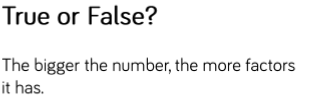 True or False?
The bigger the number, the more factors
it has.